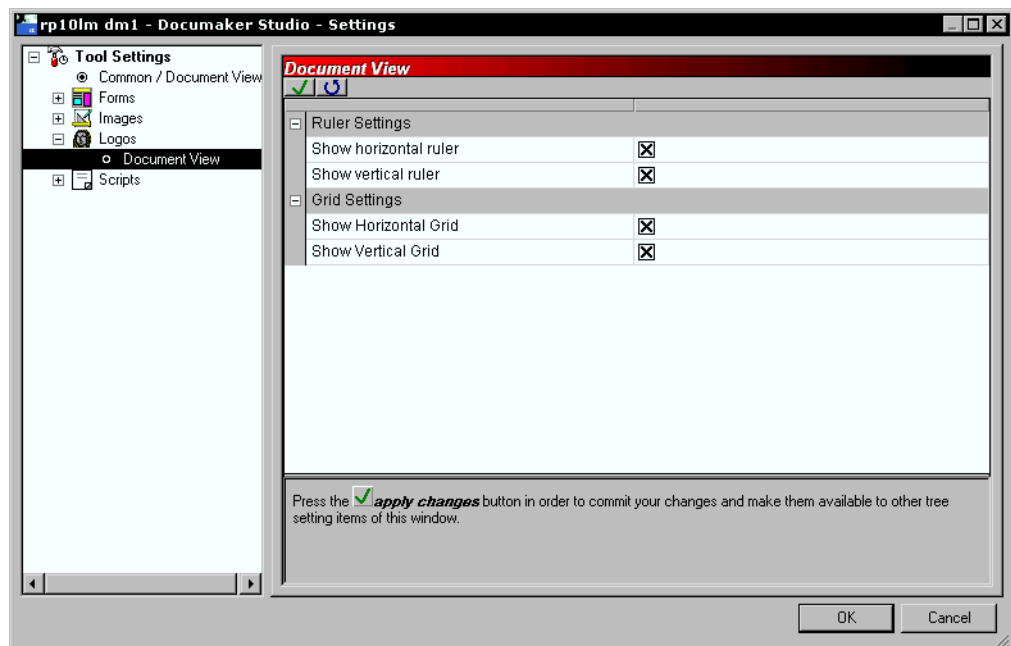 rp10lm dm1 - Documaker Studio - Settings
Tool Settings
Common / Document View
Forms
Images
Logos
Document View
Scripts
Document View
Ruler Settings
Show horizontal ruler
Show vertical ruler
Grid Settings
Show Horizontal Grid
Show Vertical Grid
Press the apply changes button in order to commit your changes and make them available to other tree
setting items of this window.
OK
Cancel